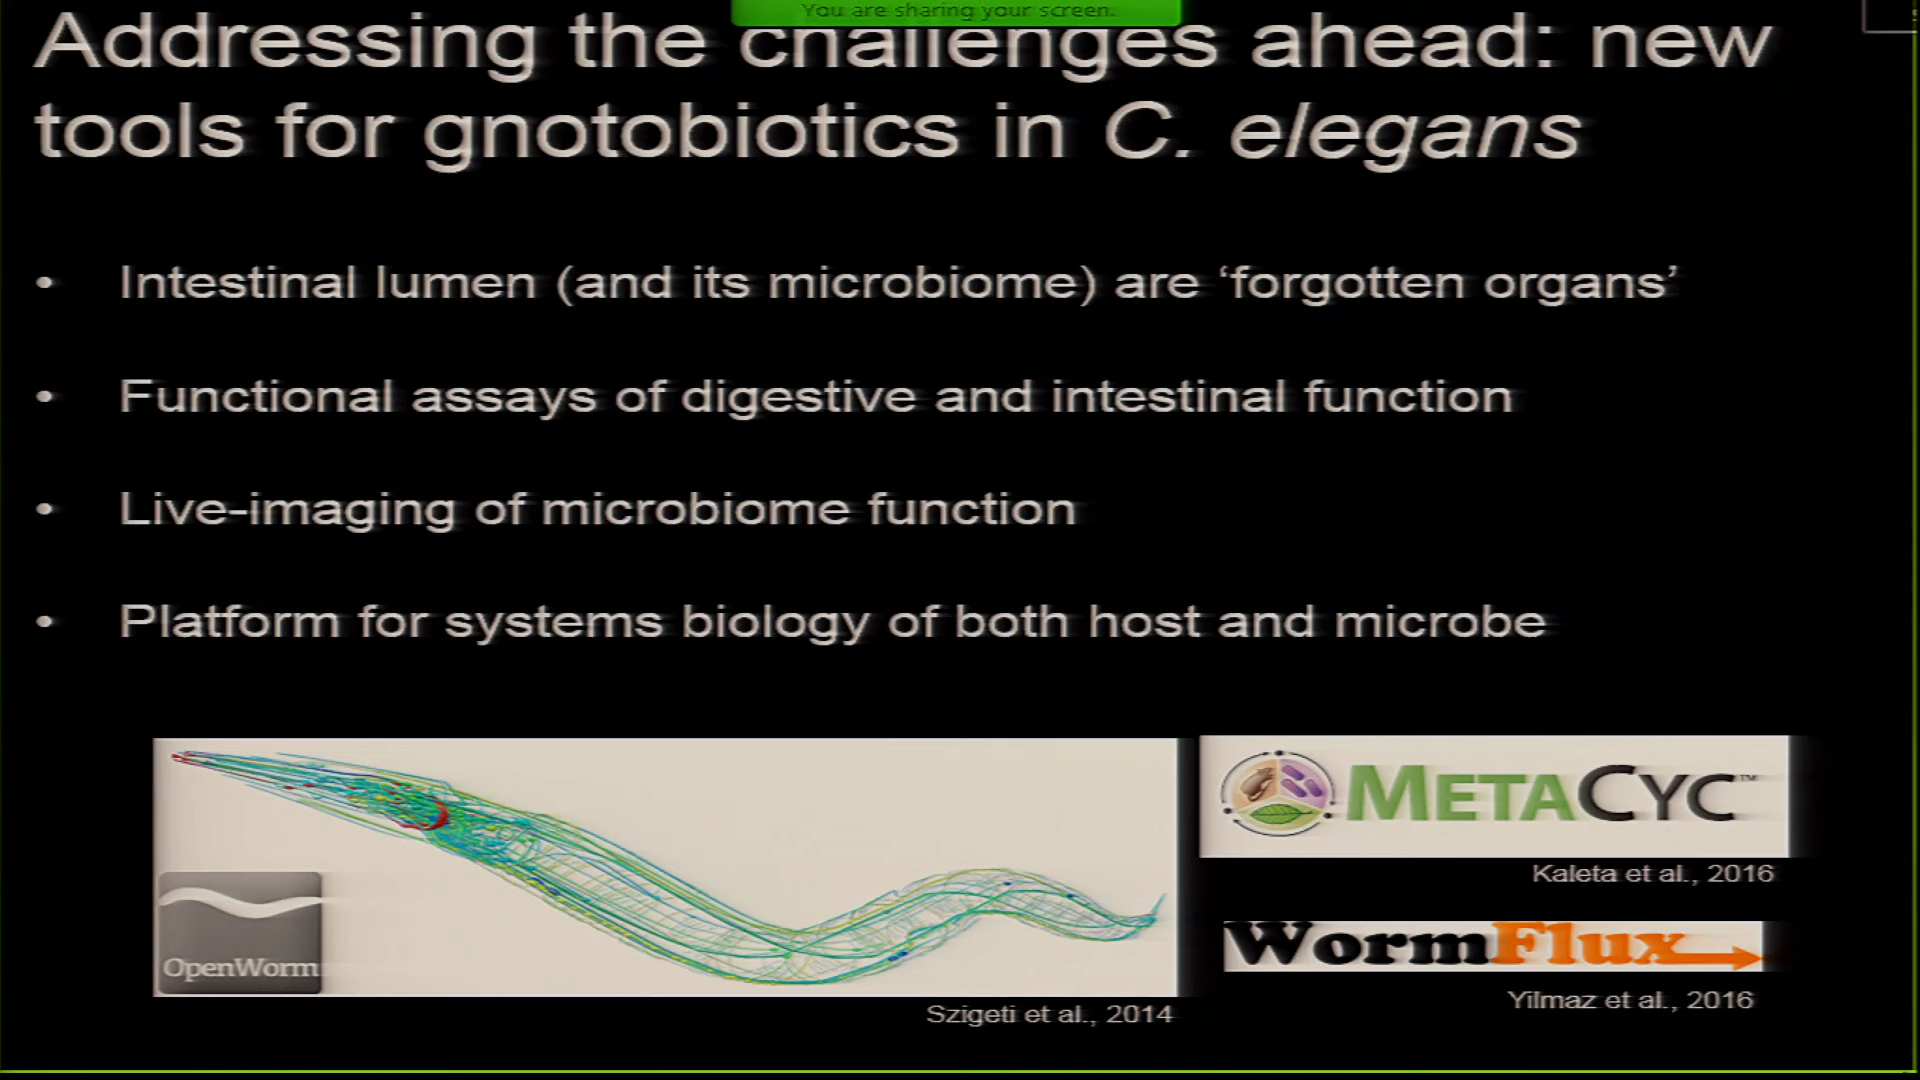 You are sharing your screen.
Addressing the challenges ahead: new
tools for gnotobiotics in C. elegans
• Intestinal lumen (and its microbiome) are ‘forgotten organs’
• Functional assays of digestive and intestinal function
• Live-imaging of microbiome function
• Platform for systems biology of both host and microbe
METACYC™
Kaleta et al., 2016
OpenWorm
WormFlux
Szigeti et al., 2014
Yilmaz et al., 2016